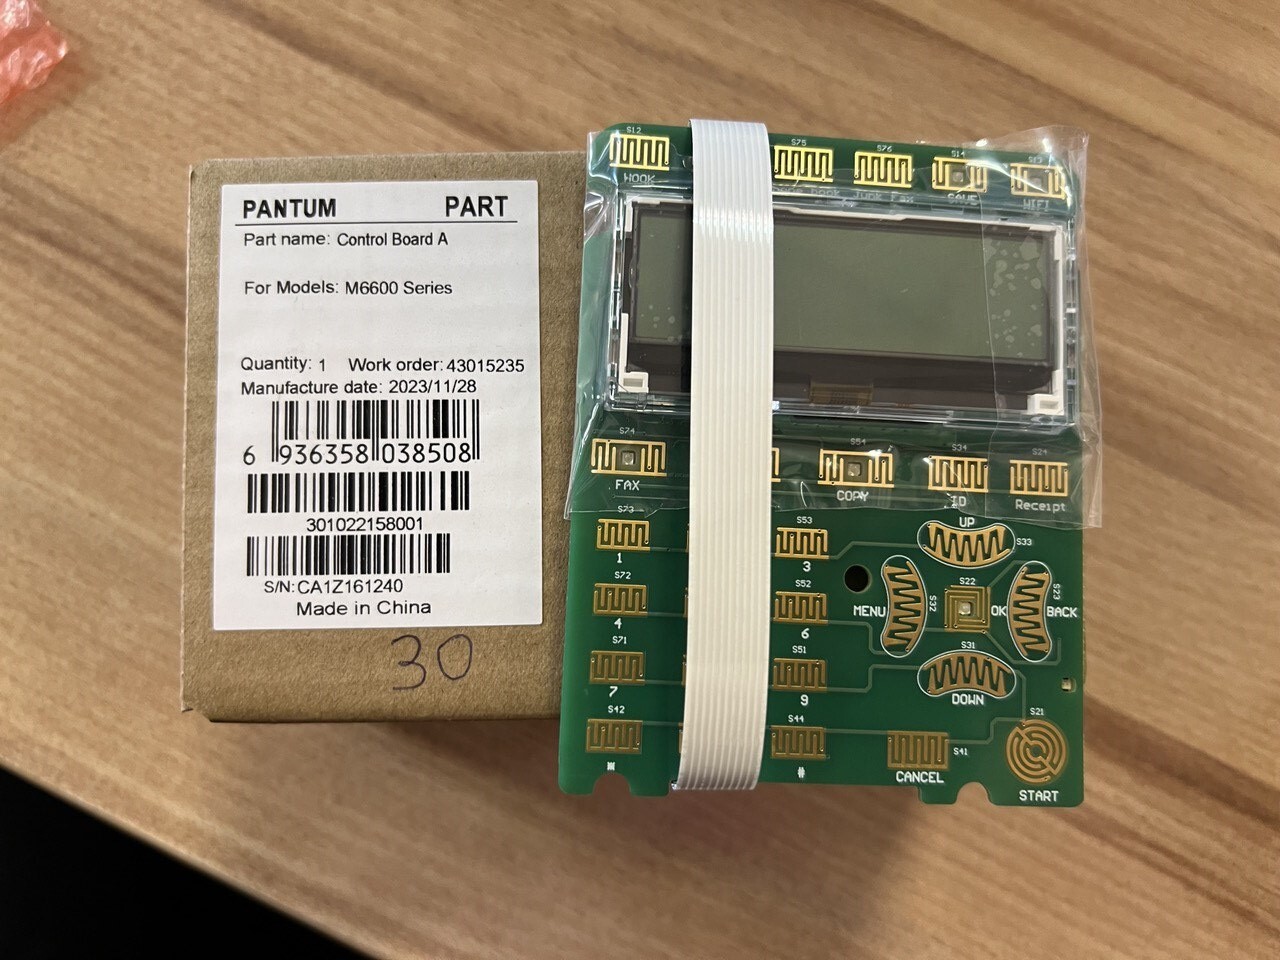 PANTUM PART
Part name: Control Board A
For Models: M6600 Series
Quantity: 1 Work order: 43015235
Manufacture date: 2023/11/28
6 936358 038508
301022158001
S/N: CA1Z161240
Made in China
30
S12 S75 S76 S14
HOOK Junk Fax SAVE WIFI
S74 S54 S34 S24
FAX COPY ID Receipt
S73 S53 UP S33
1 3
S72 S52 S22 S32 S23
MENU OK BACK
4 6
S71 S51 S31
7 9 DOWN
S42 S44 S41 S21
* # CANCEL START